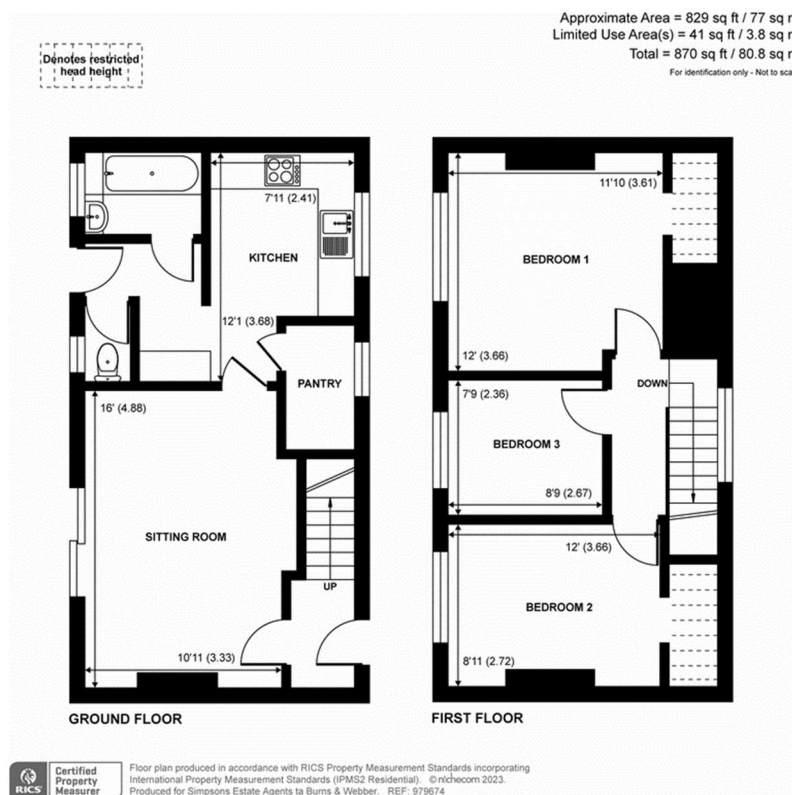 Approximate Area = 829 sq ft / 77 sq m
Limited Use Area(s) = 41 sq ft / 3.8 sq m
Total = 870 sq ft / 80.8 sq m
For identification only - Not to sca
Denotes restricted
head height
7'11 (2.41)
KITCHEN
12'1 (3.68)
PANTRY
16' (4.88)
SITTING ROOM
UP
10'11 (3.33)
GROUND FLOOR
11'10 (3.61)
BEDROOM 1
12' (3.66)
DOWN
7'9 (2.36)
BEDROOM 3
8'9 (2.67)
12' (3.66)
BEDROOM 2
8'11 (2.72)
FIRST FLOOR
RICS
Certified
Property
Measurer
Floor plan produced in accordance with RICS Property Measurement Standards incorporating
International Property Measurement Standards (IPMS2 Residential). © nichecom 2023.
Produced for Simpsons Estate Agents ta Burns & Webber. REF: 979674